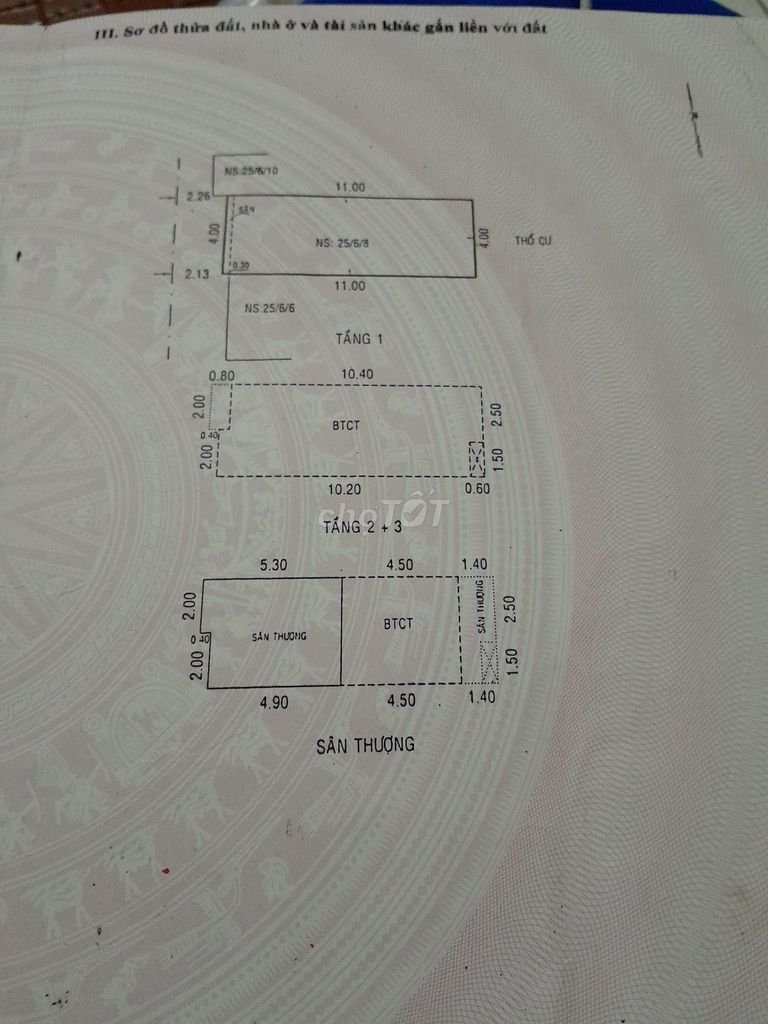 III. Sơ đồ thửa đất, nhà ở và tài sản khác gắn liền với đất
NS:25/6/10
2.26
11.00
4.00
NS: 25/6/8
4.00
THỔ CƯ
0.30
2.13
11.00
NS:25/6/6
TẦNG 1
0.80
10.40
2.00
BTCT
2.50
0.40
2.00
1.50
10.20
0.60
chợTỐT
TẦNG 2 + 3
5.30
4.50
1.40
2.00
SÂN THƯỢNG
BTCT
SÂN THƯỢNG
2.50
0.40
2.00
1.50
4.90
4.50
1.40
SÂN THƯỢNG